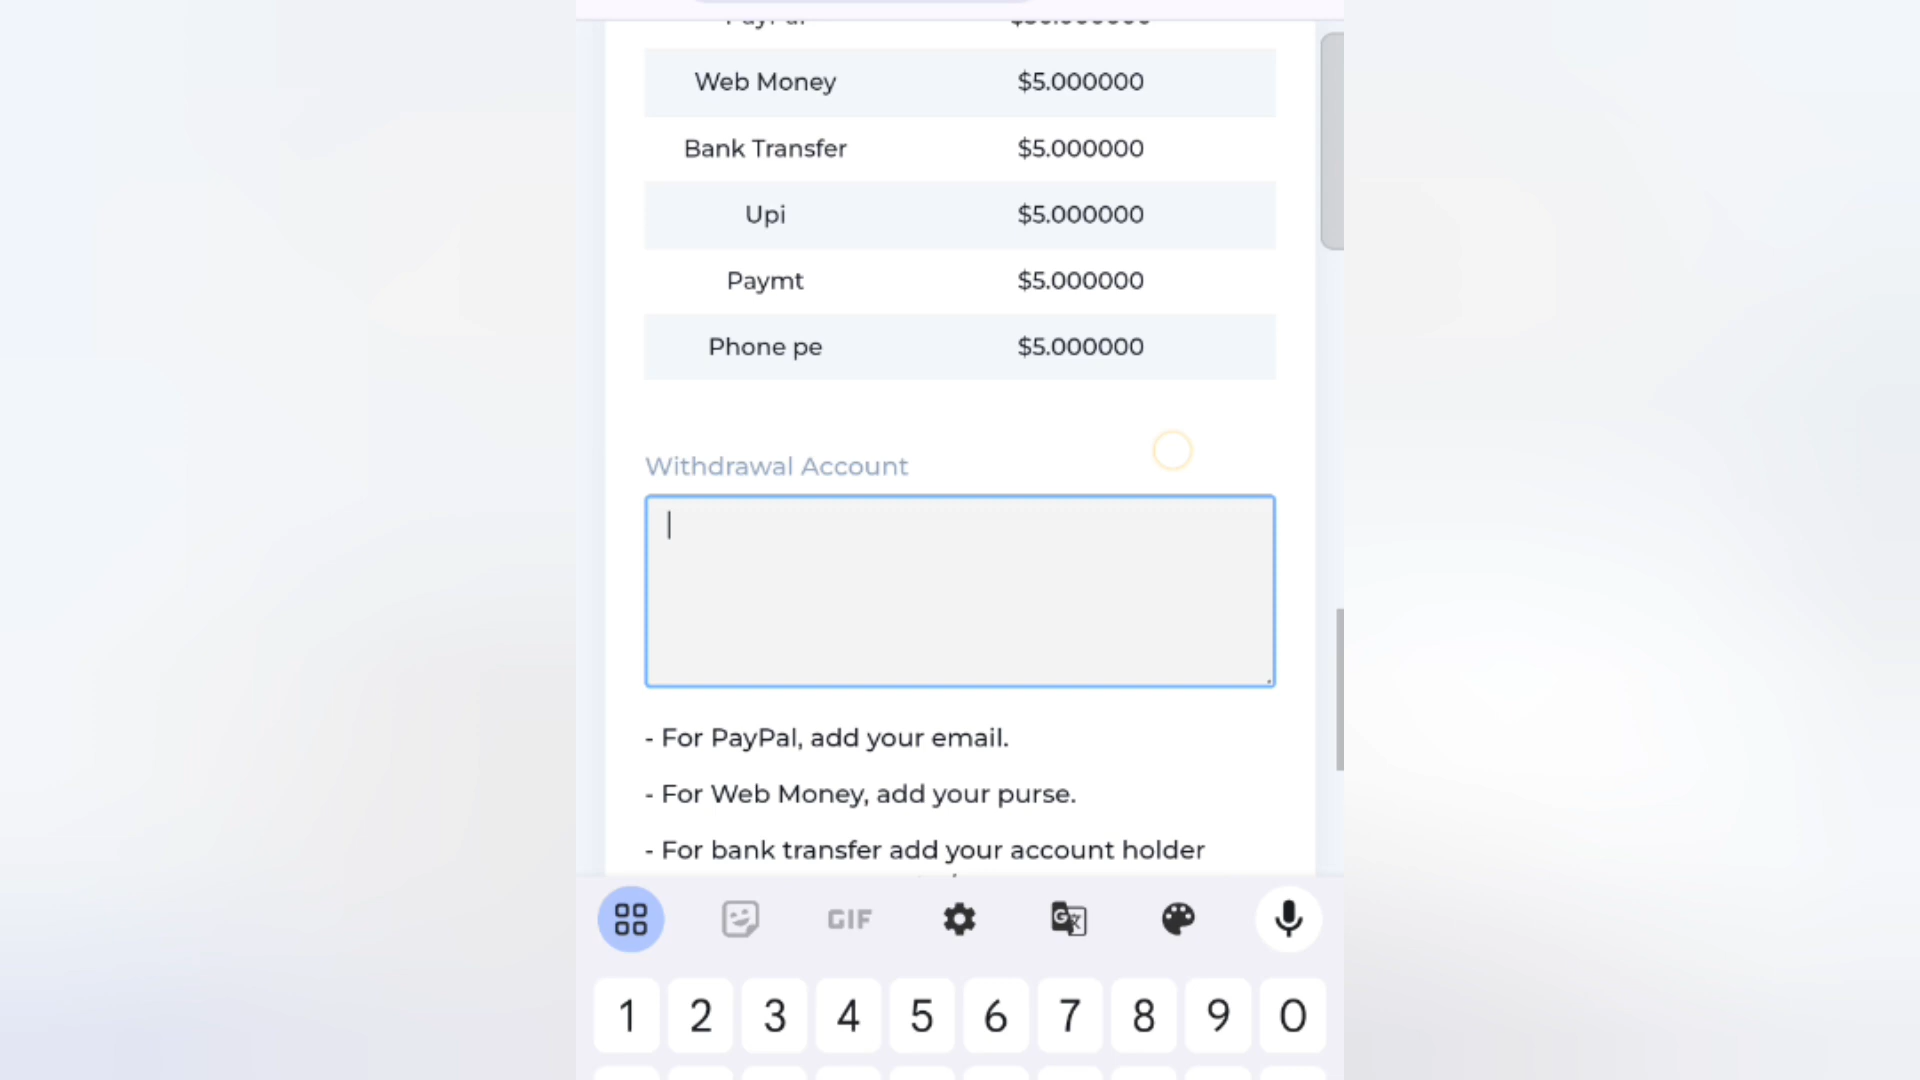 PayPal
Web Money $5.000000
Bank Transfer $5.000000
Upi $5.000000
Paymt $5.000000
Phone pe $5.000000
Withdrawal Account
- For PayPal, add your email.
- For Web Money, add your purse.
- For bank transfer add your account holder
GIF
1 2 3 4 5 6 7 8 9 0